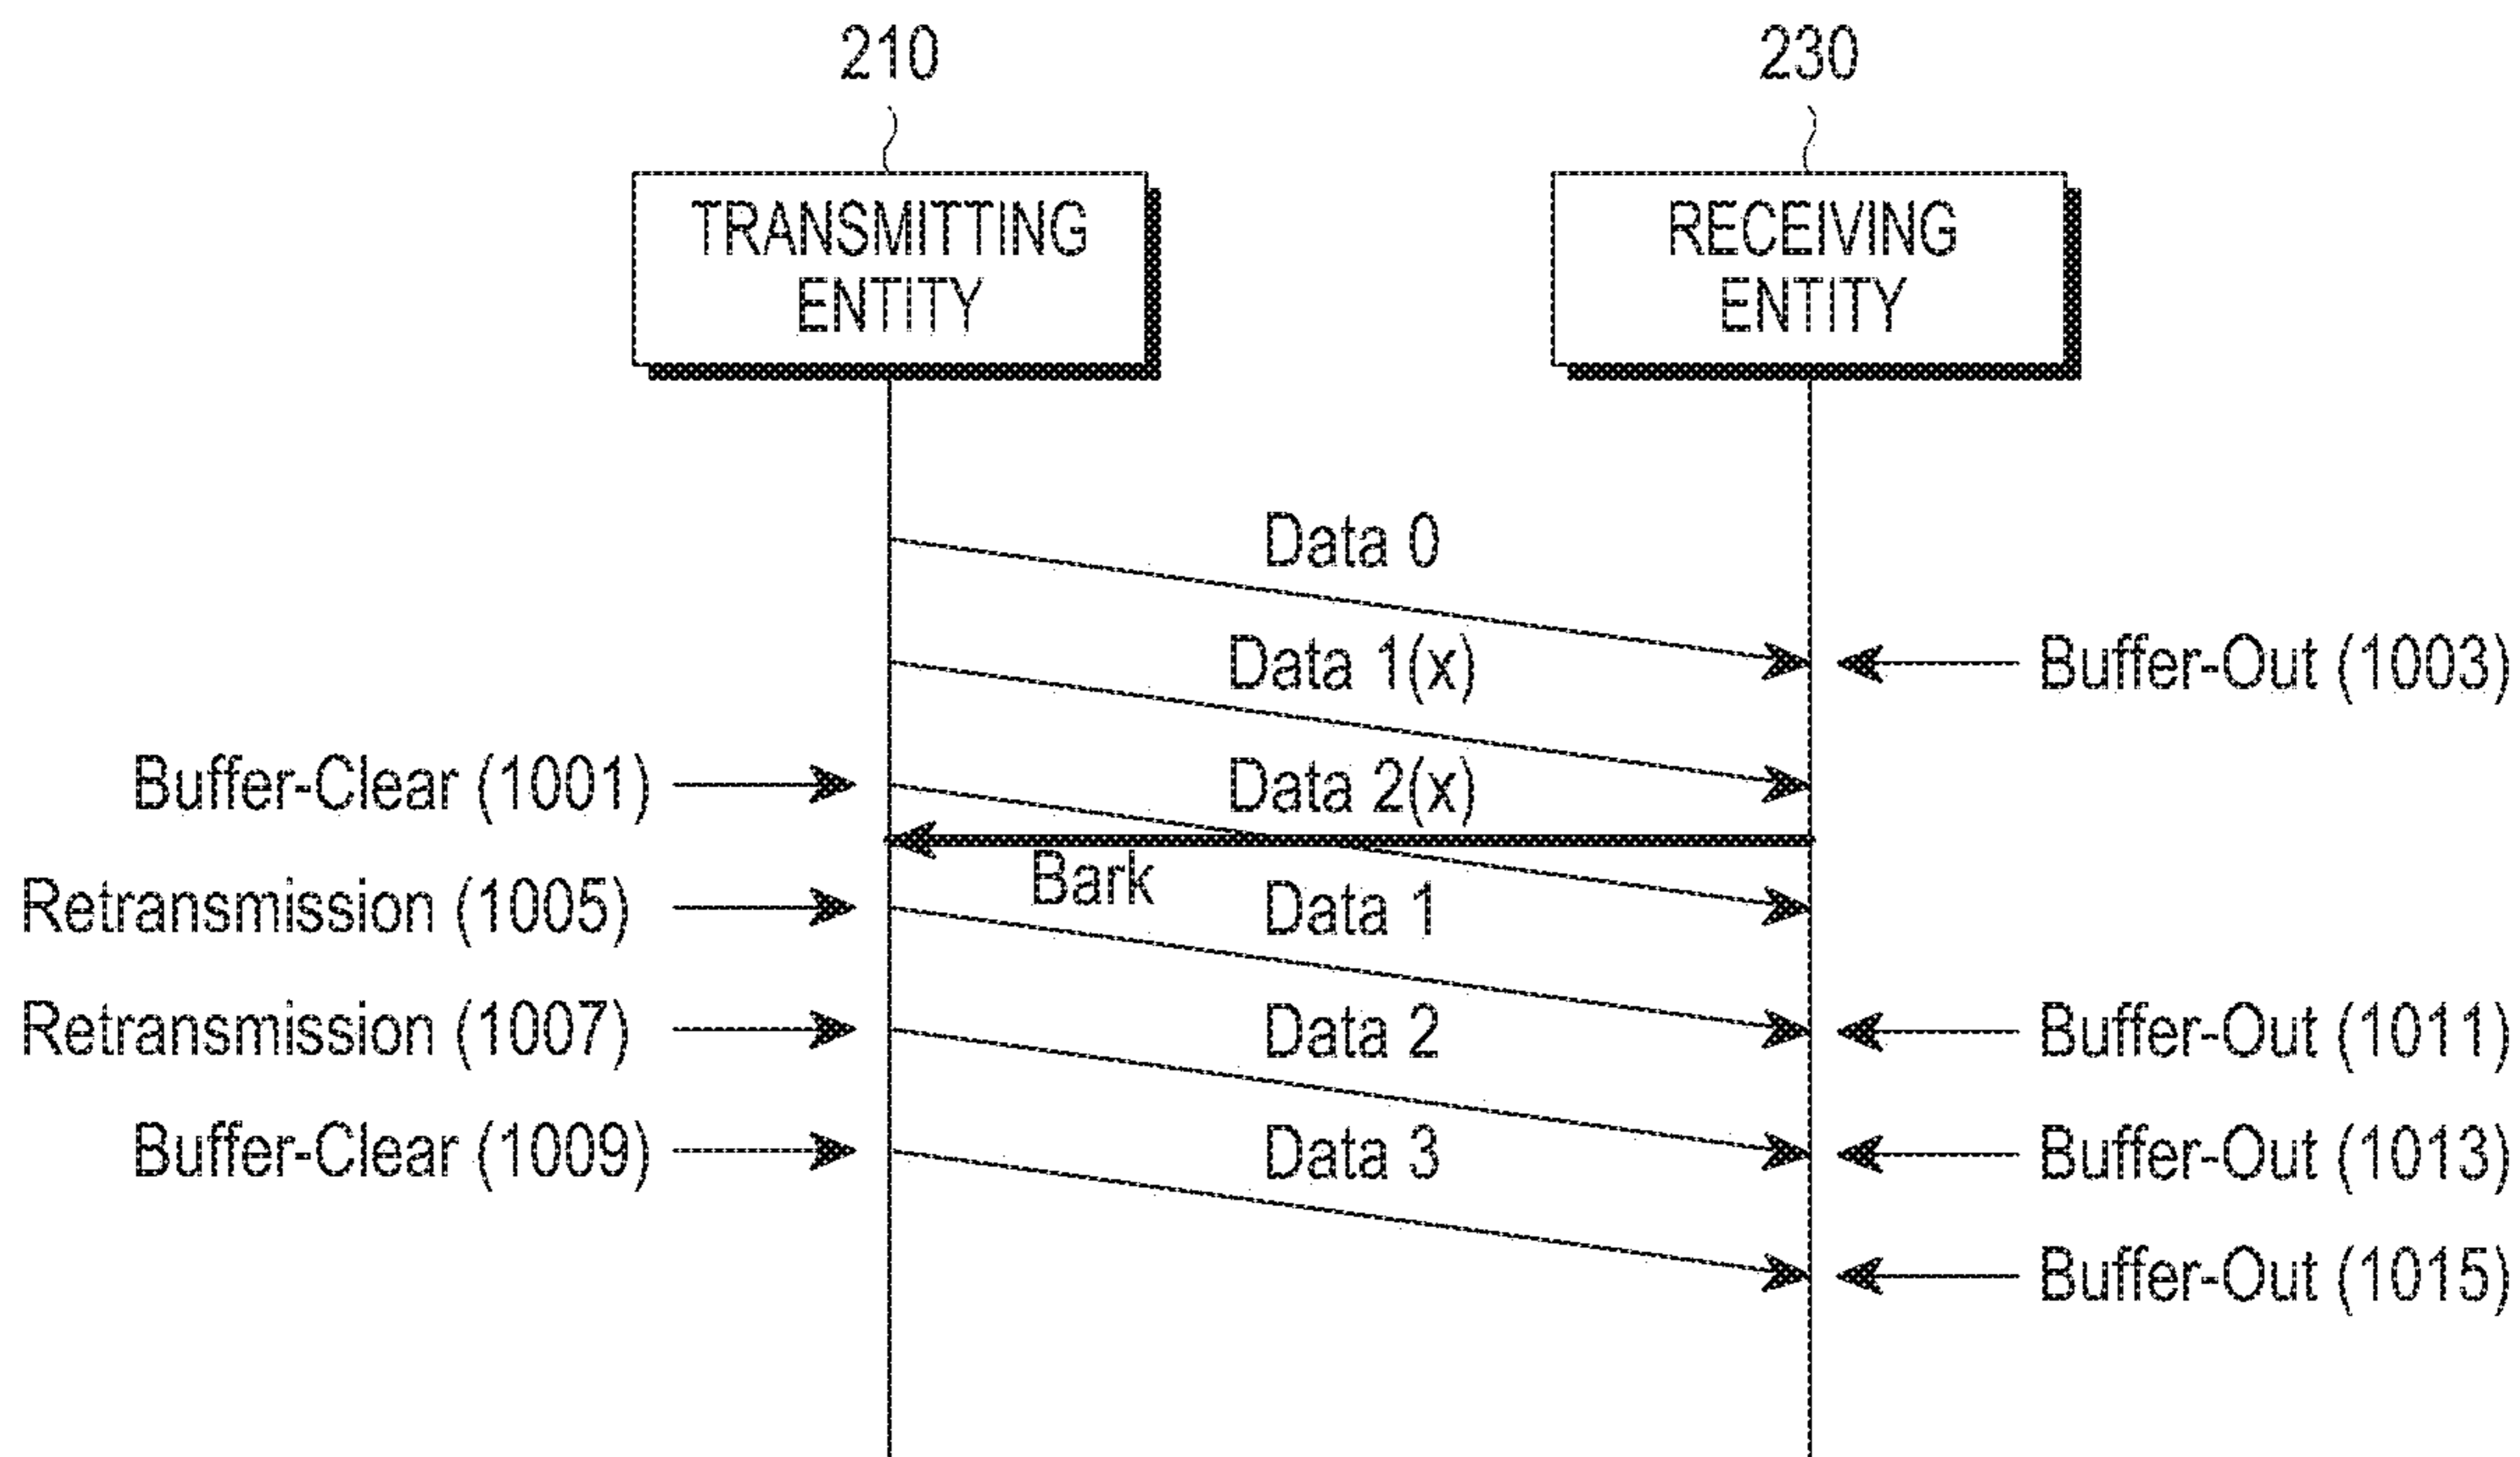 210
230
TRANSMITTING
ENTITY
RECEIVING
ENTITY
Data 0
Data 1(x)
Buffer-Out (1003)
Buffer-Clear (1001)
Data 2(x)
Bark
Retransmission (1005)
Data 1
Retransmission (1007)
Data 2
Buffer-Out (1011)
Buffer-Clear (1009)
Data 3
Buffer-Out (1013)
Buffer-Out (1015)